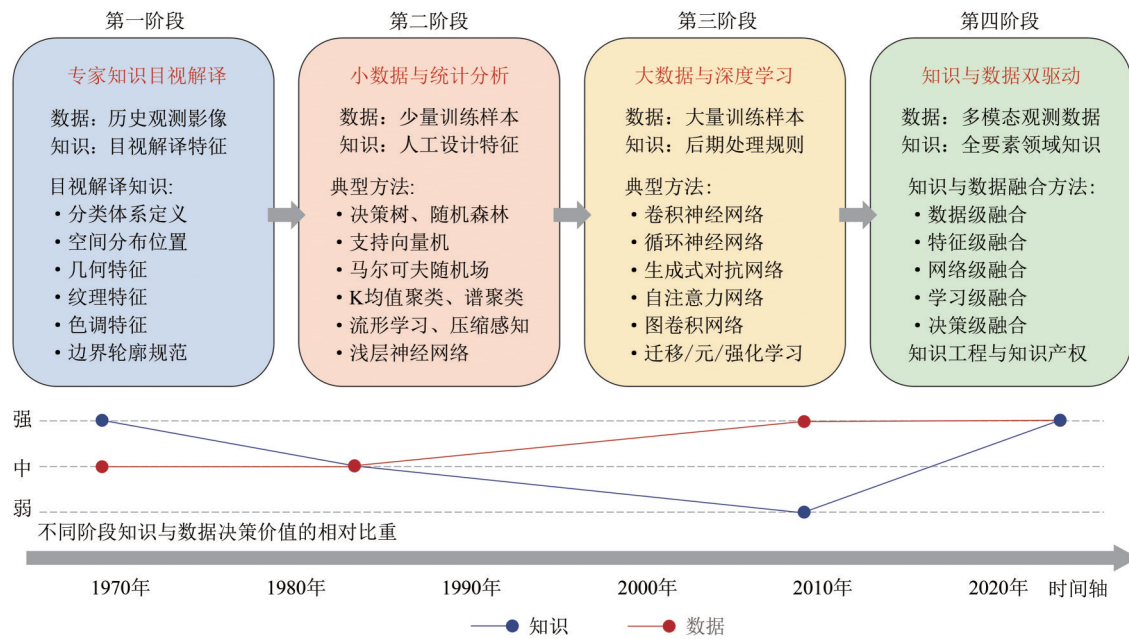 第一阶段
专家知识目视解译
数据：历史观测影像
知识：目视解译特征
目视解译知识:
·分类体系定义
·空间分布位置
·几何特征
·纹理特征
·色调特征
·边界轮廓规范
第二阶段
小数据与统计分析
数据：少量训练样本
知识：人工设计特征
典型方法:
·决策树、随机森林
·支持向量机
·马尔可夫随机场
·K均值聚类、谱聚类
·流形学习、压缩感知
·浅层神经网络
第三阶段
大数据与深度学习
数据：大量训练样本
知识：后期处理规则
典型方法:
·卷积神经网络
·循环神经网络
·生成式对抗网络
·自注意力网络
·图卷积网络
·迁移/元/强化学习
第四阶段
知识与数据双驱动
数据：多模态观测数据
知识：全要素领域知识
知识与数据融合方法:
·数据级融合
·特征级融合
·网络级融合
·学习级融合
·决策级融合
知识工程与知识产权
强
中
弱
不同阶段知识与数据决策价值的相对比重
1970年 1980年 1990年 2000年 2010年 2020年 时间轴
知识 数据